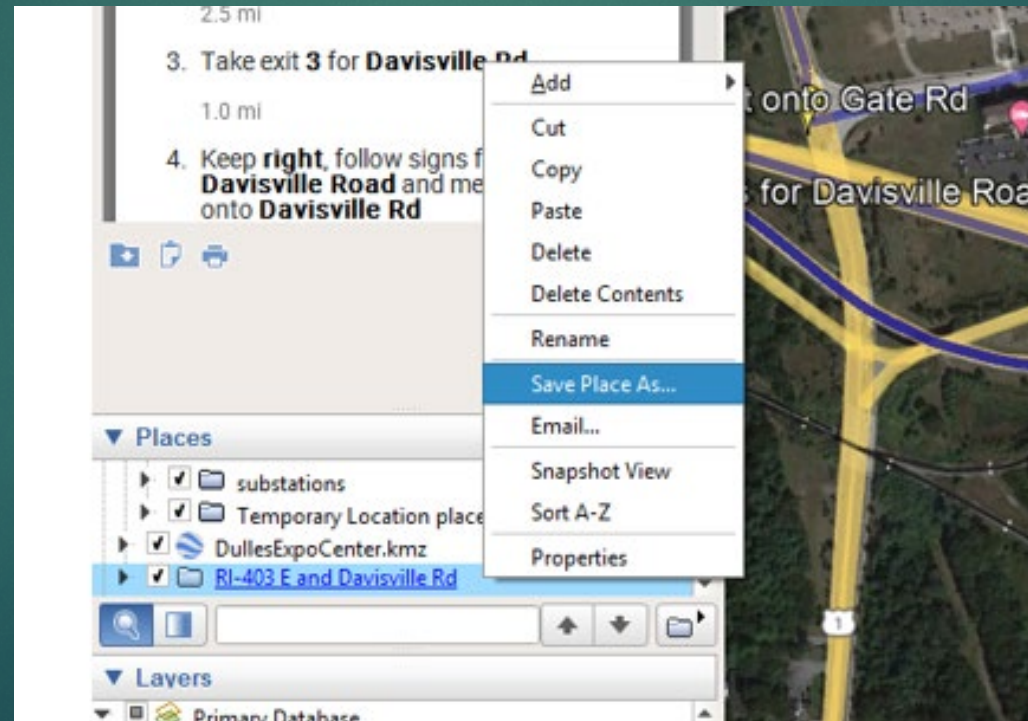 2.5 mi
3. Take exit 3 for Davisville Rd
1.0 mi
4. Keep right, follow signs f
Davisville Road and me
onto Davisville Rd
Add
Cut
Copy
Paste
Delete
Delete Contents
Rename
Save Place As...
Email...
Snapshot View
Sort A-Z
Properties
onto Gate Rd
for Davisville Roa
1
Places
substations
Temporary Location place
DullesExpoCenter.kmz
RI-403 E and Davisville Rd
Layers
Primary Database